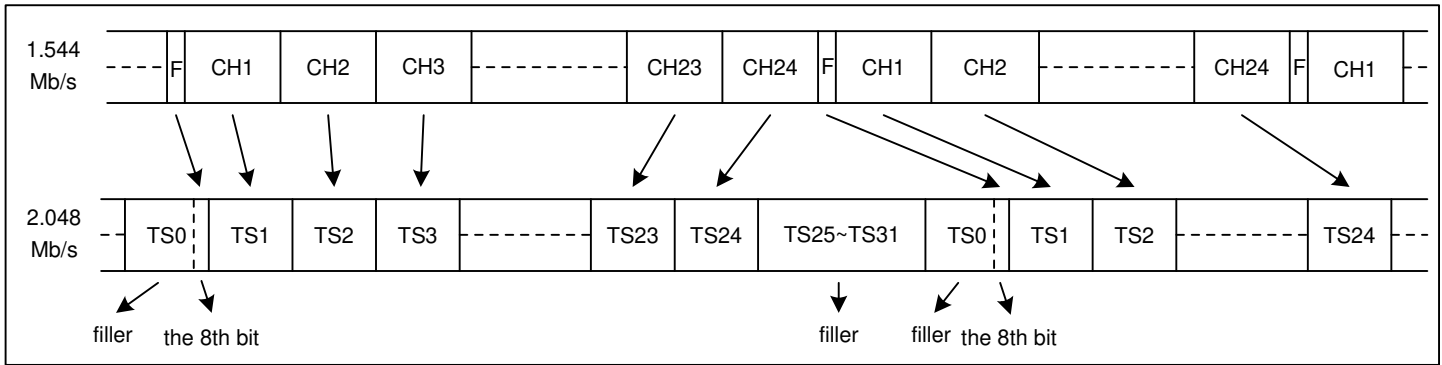 1.544
Mb/s
F CH1 CH2 CH3 CH23 CH24 F CH1 CH2 CH24 F CH1
2.048
Mb/s
TS0 TS1 TS2 TS3 TS23 TS24 TS25~TS31 TS0 TS1 TS2 TS24
filler the 8th bit filler filler the 8th bit